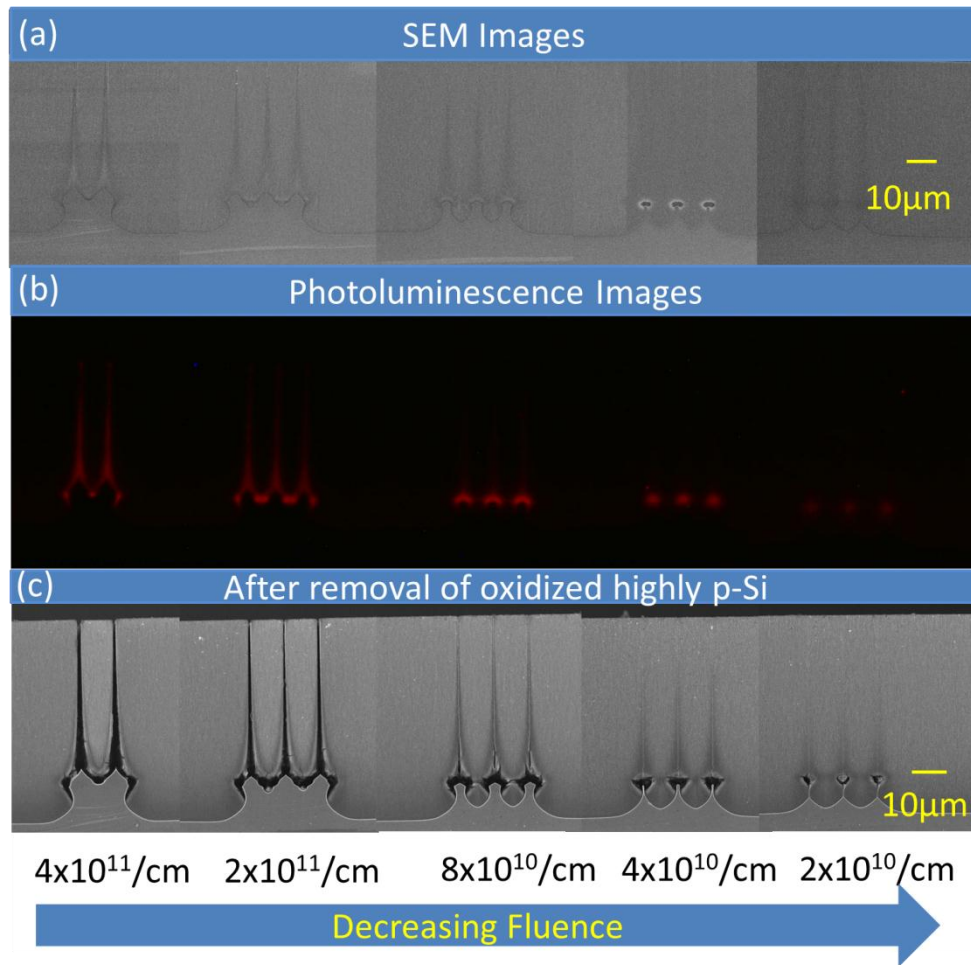 (a) SEM Images
10μm
(b) Photoluminescence Images
(c) After removal of oxidized highly p-Si
10μm
4x10¹¹/cm 2x10¹¹/cm 8x10¹⁰/cm 4x10¹⁰/cm 2x10¹⁰/cm
Decreasing Fluence